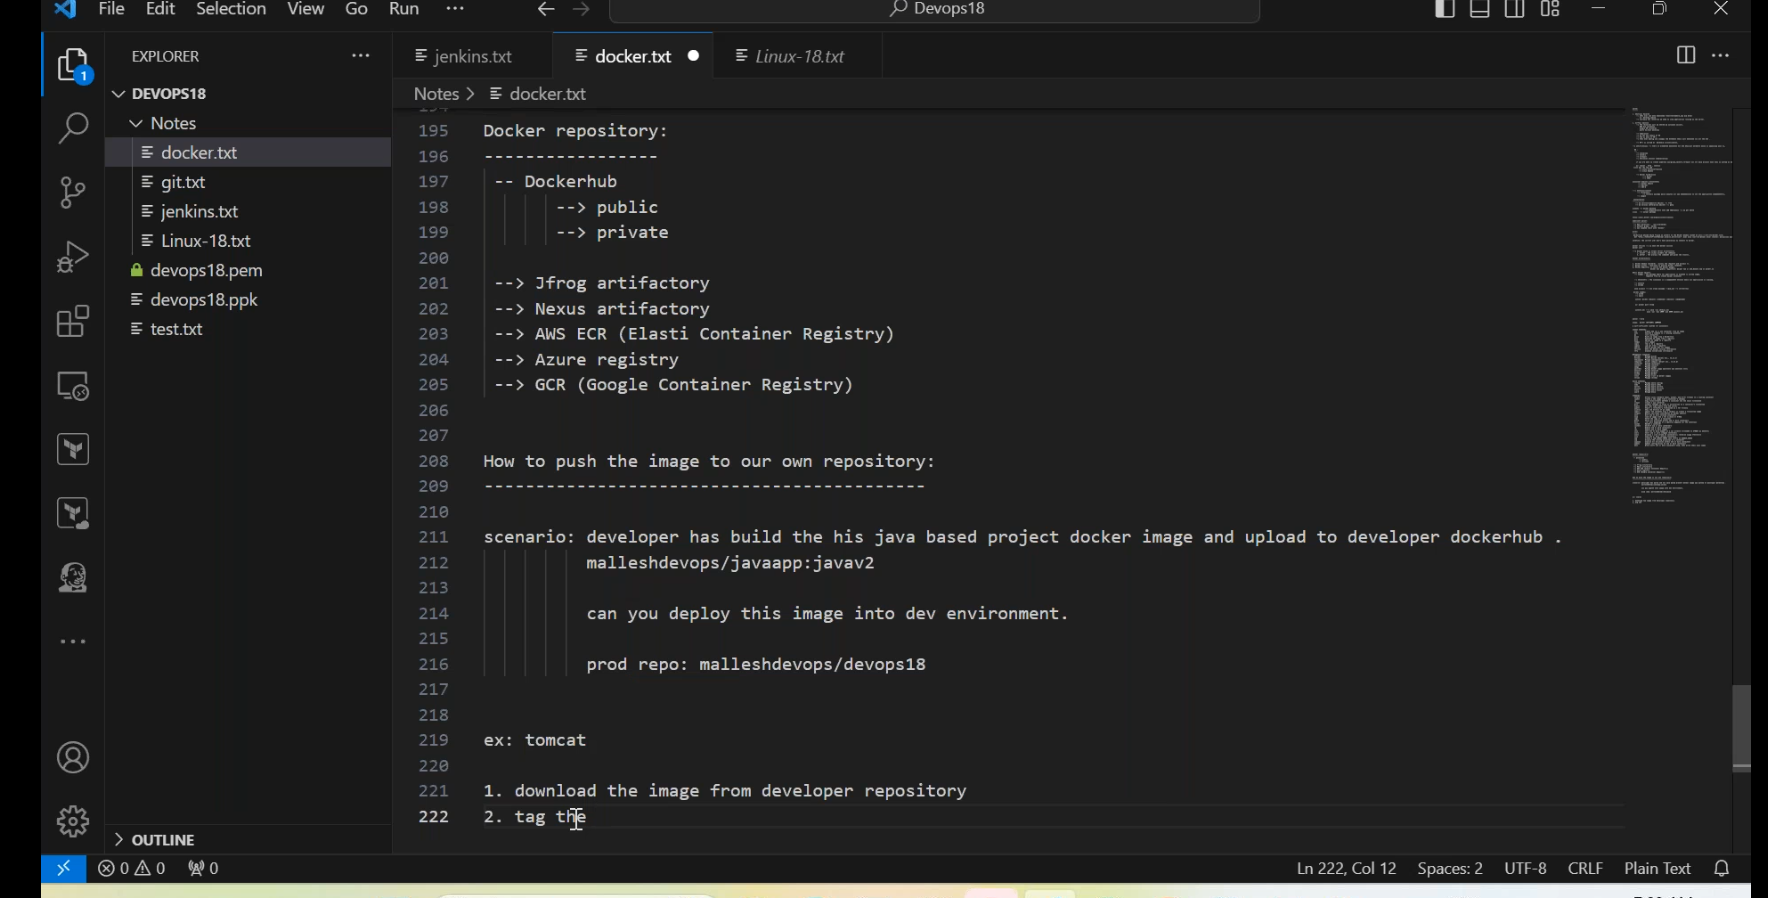 File Edit Selection View Go Run ··· Devops18
EXPLORER
jenkins.txt
docker.txt
Linux-18.txt
DEVOPS18
Notes > docker.txt
Notes
docker.txt
git.txt
jenkins.txt
Linux-18.txt
devops18.pem
devops18.ppk
test.txt
1
195 Docker repository:
196 -----------------
197 -- Dockerhub
198 --> public
199 --> private
200
201 --> Jfrog artifactory
202 --> Nexus artifactory
203 --> AWS ECR (Elasti Container Registry)
204 --> Azure registry
205 --> GCR (Google Container Registry)
206
207
208 How to push the image to our own repository:
209 -------------------------------------------
210
211 scenario: developer has build the his java based project docker image and upload to developer dockerhub .
212 malleshdevops/javaapp:javav2
213
214 can you deploy this image into dev environment.
215
216 prod repo: malleshdevops/devops18
217
218
219 ex: tomcat
220
221 1. download the image from developer repository
222 2. tag the
OUTLINE
0 0 0 Ln 222, Col 12 Spaces: 2 UTF-8 CRLF Plain Text